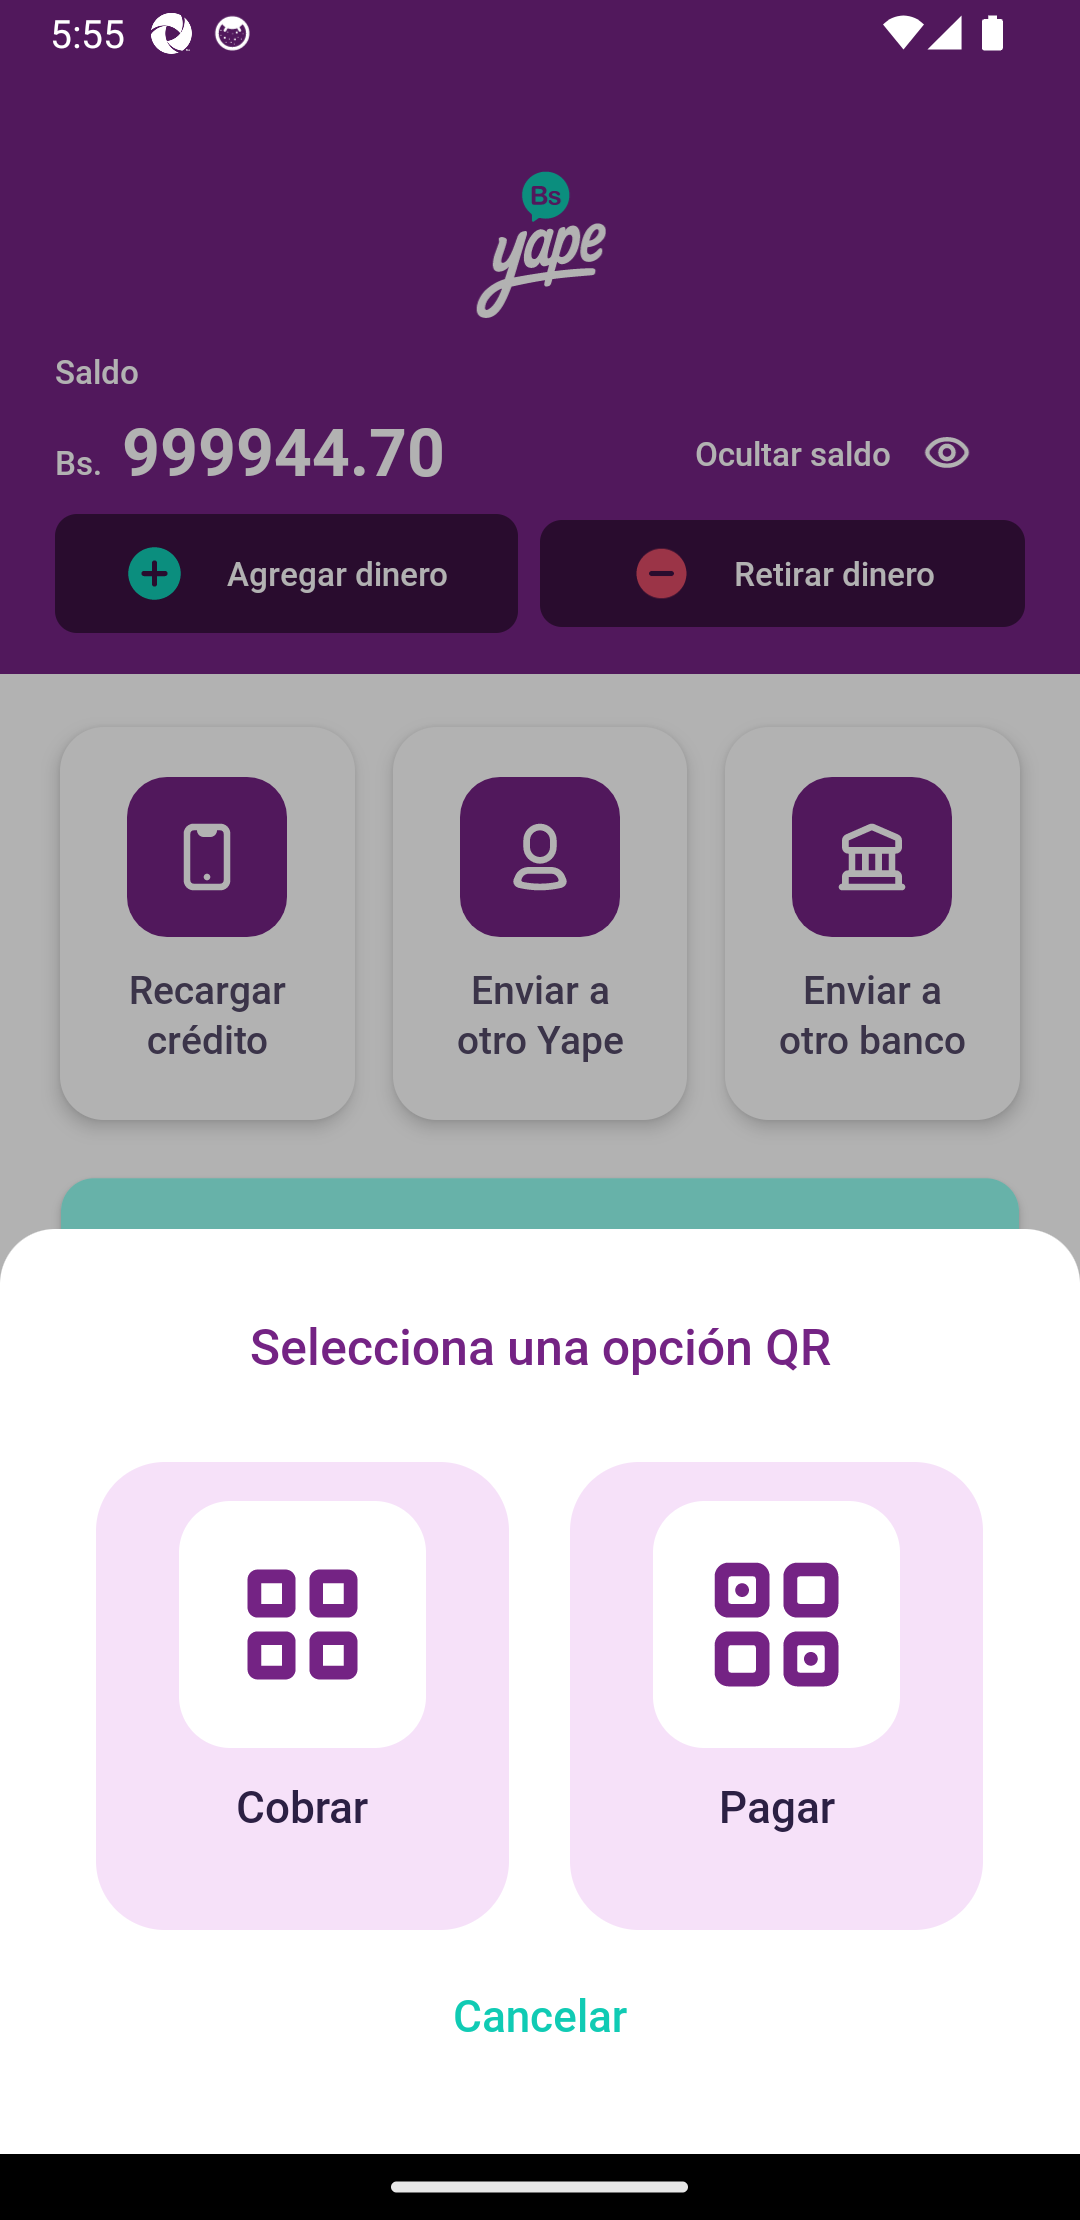 5:55
Bs
yape
Saldo
Bs. 999944.70
Ocultar saldo
Agregar dinero
Retirar dinero
Recargar
crédito
Enviar a
otro Yape
Enviar a
otro banco
Selecciona una opción QR
Cobrar
Pagar
Cancelar